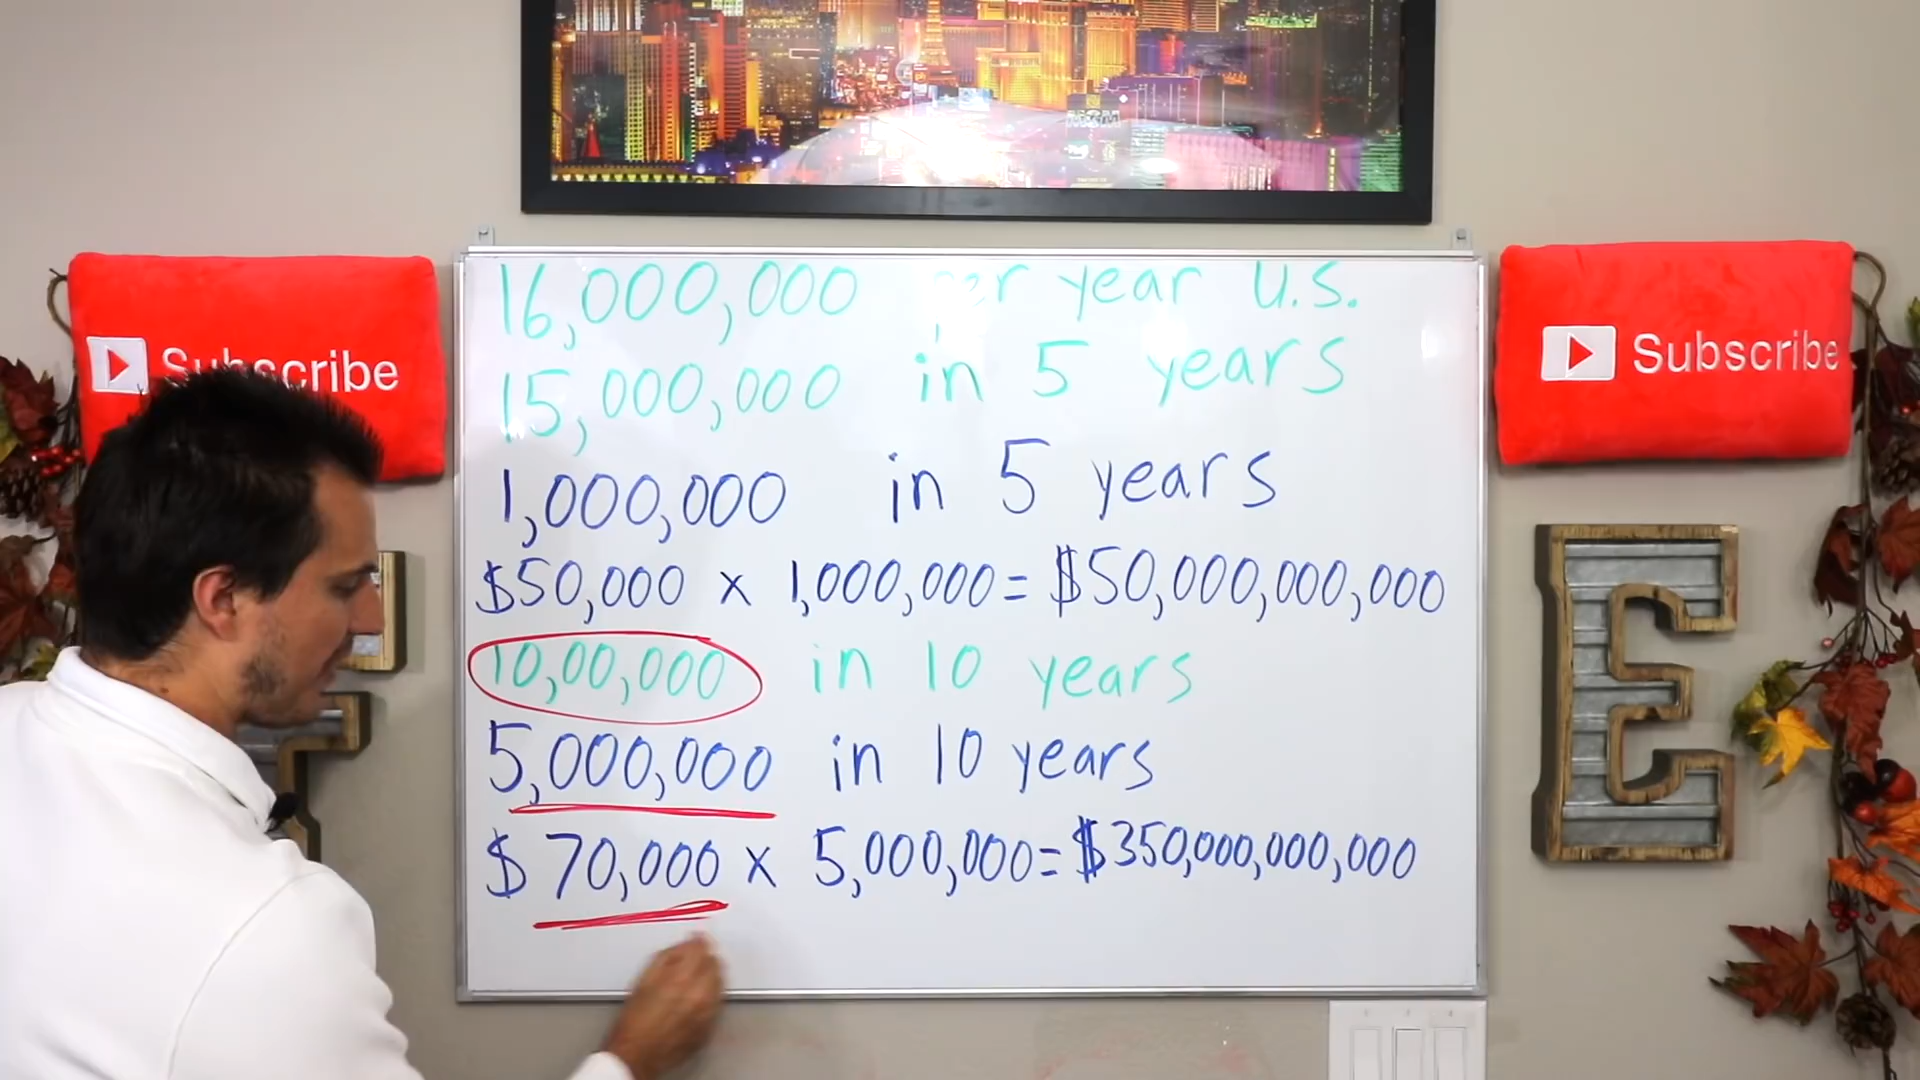 MGM
Subscribe
Subscribe
16,000,000 per year U.S.
15,000,000 in 5 years
1,000,000 in 5 years
$50,000 x 1,000,000 = $50,000,000,000
10,00,000 in 10 years
5,000,000 in 10 years
$70,000 x 5,000,000 = $350,000,000,000
E